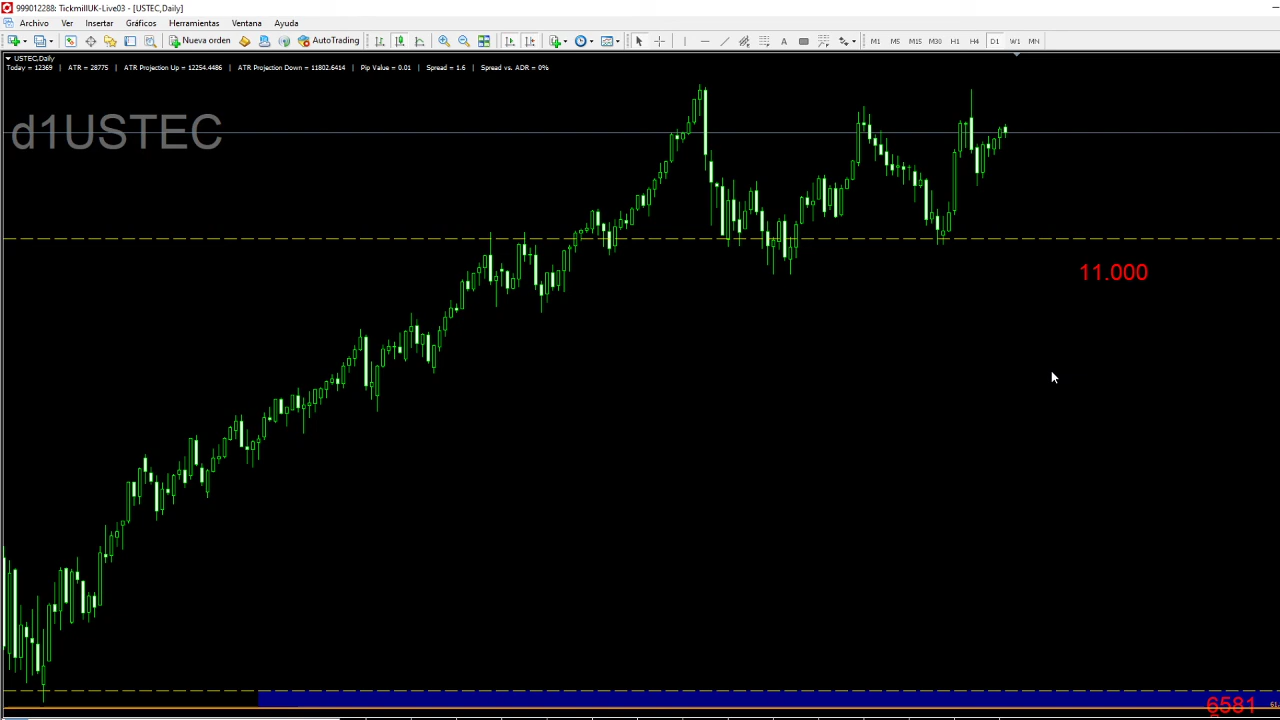 999012288: TickmillUK-Live03 - [USTEC,Daily]
Archivo Ver Insertar Gráficos Herramientas Ventana Ayuda
Nueva orden AutoTrading M1 M5 M15 M30 H1 H4 D1 W1 MN
USTEC,Daily
Today = 12369 | ATR = 28775 | ATR Projection Up = 12254.4486 | ATR Projection Down = 11802.6414 | Pip Value = 0.01 | Spread = 1.6 | Spread vs. ADR = 0%
d1USTEC
11.000
6581